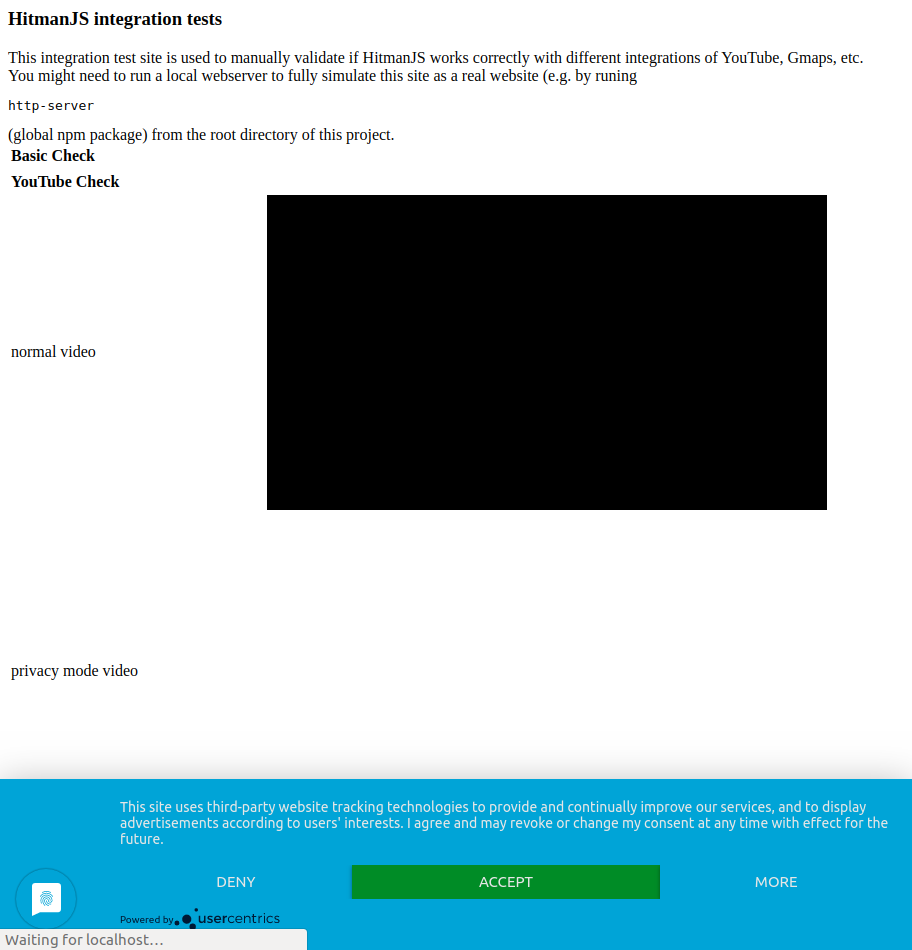 HitmanJS integration tests
This integration test site is used to manually validate if HitmanJS works correctly with different integrations of YouTube, Gmaps, etc.
You might need to run a local webserver to fully simulate this site as a real website (e.g. by runing
http-server
(global npm package) from the root directory of this project.
Basic Check
YouTube Check
normal video
privacy mode video
This site uses third-party website tracking technologies to provide and continually improve our services, and to display
advertisements according to users' interests. I agree and may revoke or change my consent at any time with effect for the
future.
DENY ACCEPT MORE
Powered by usercentrics
Waiting for localhost…